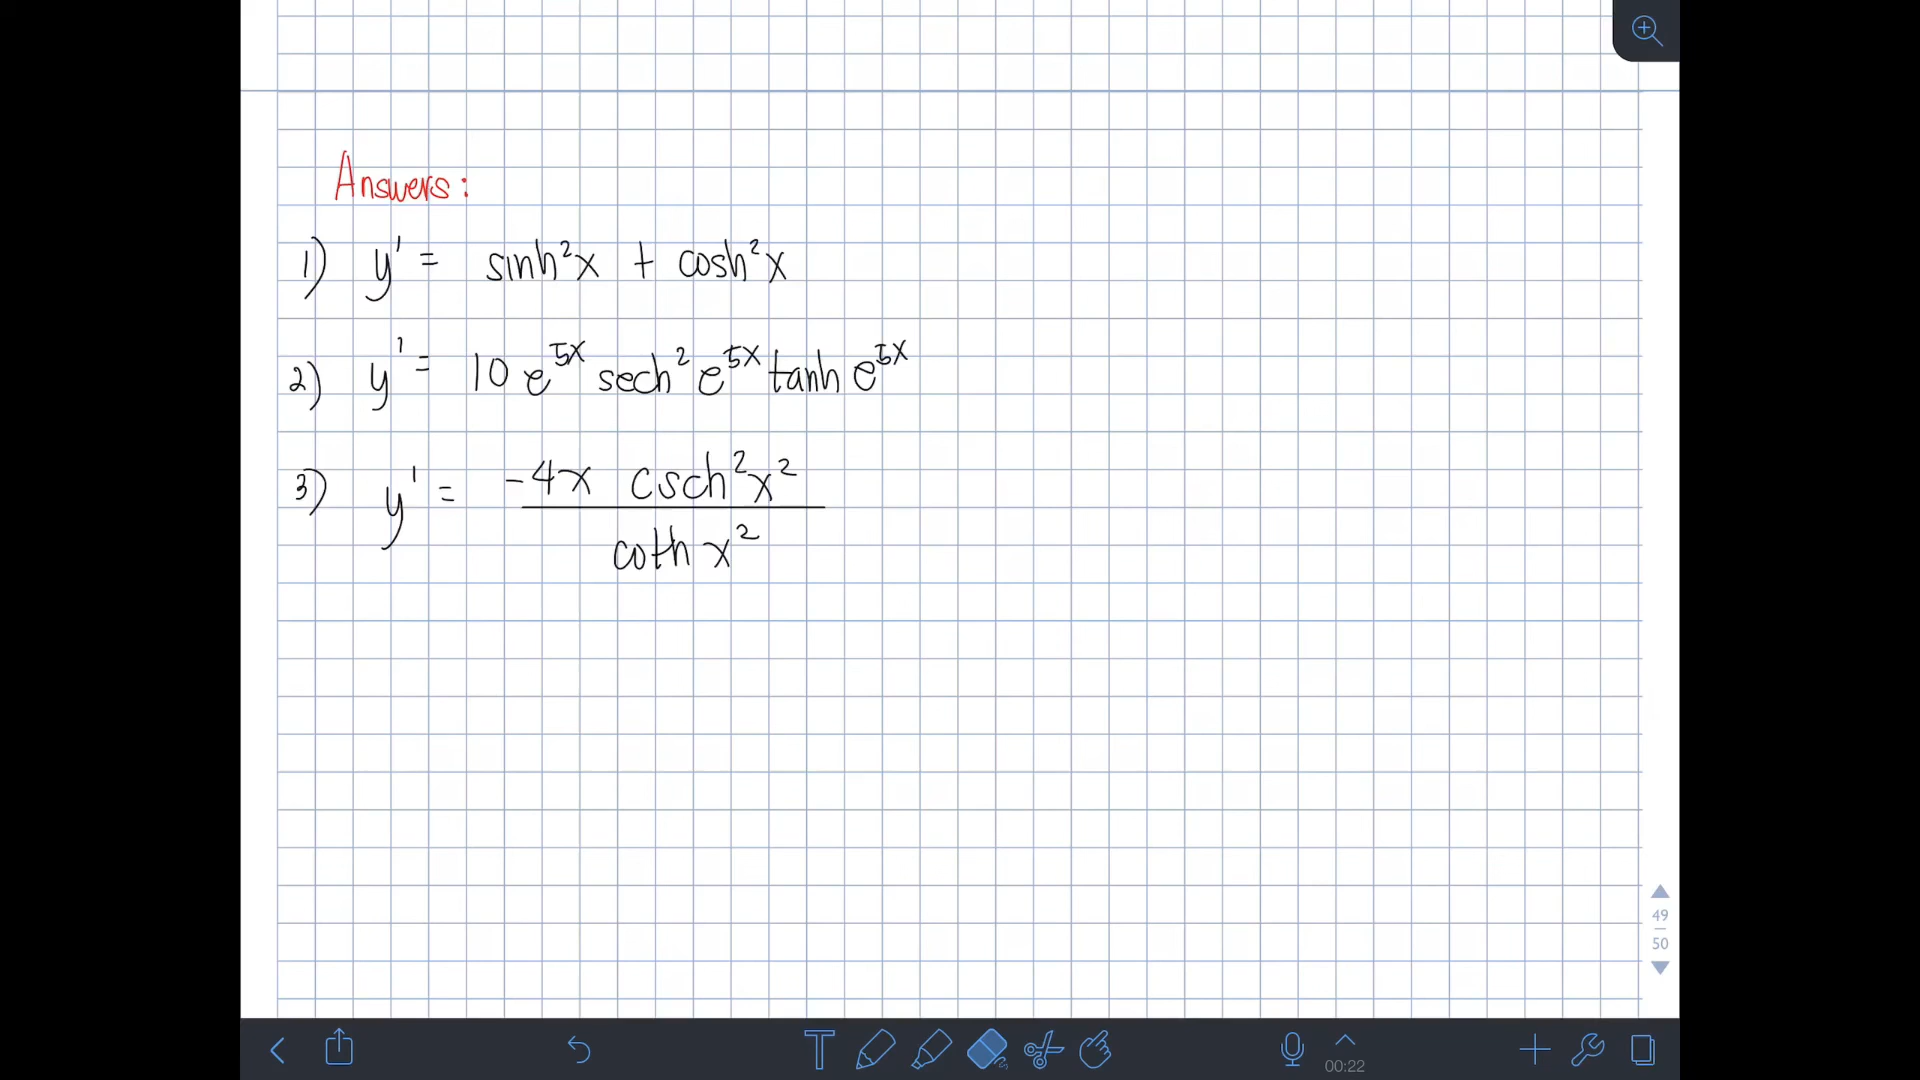 Answers:
1) y' = sinh²x + cosh²x
2) y' = 10 e^5x sech² e^5x tanh e^5x
3) y' = -4x csch²x²
coth x²
49
50
T
00:22